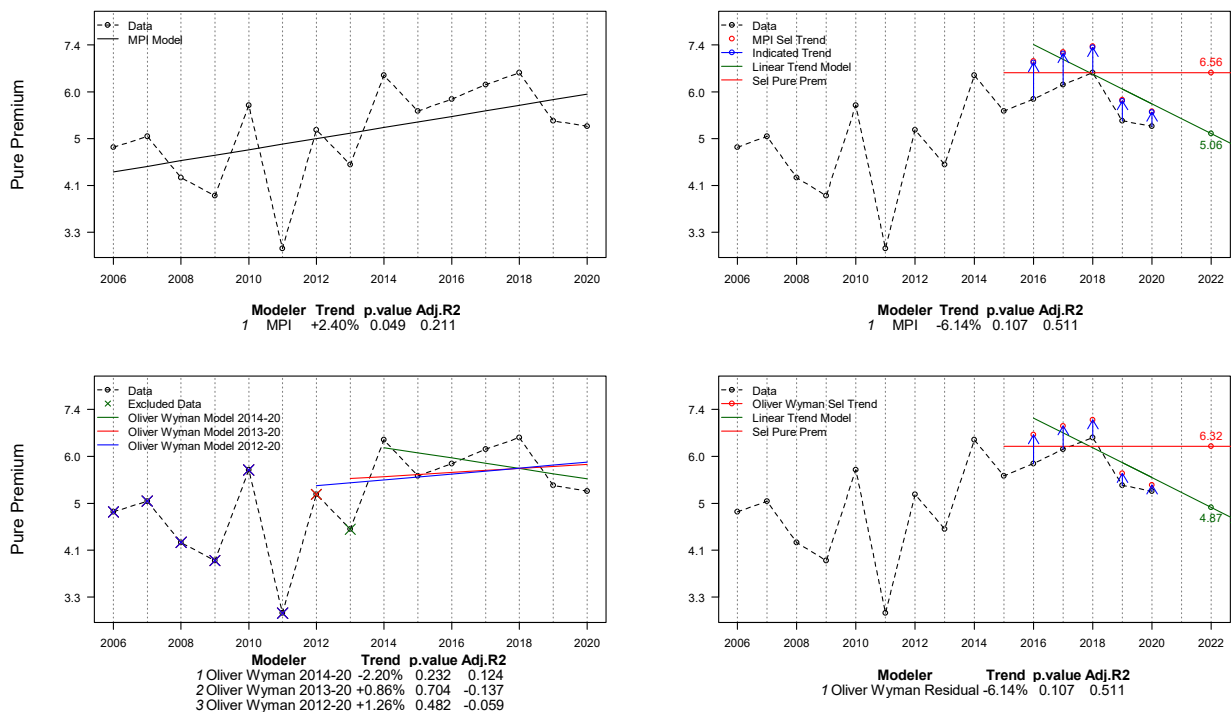 Data
MPI Model
Pure Premium
7.4
6.0
5
4.1
3.3
2006 2008 2010 2012 2014 2016 2018 2020
Modeler Trend p.value Adj.R2
1 MPI +2.40% 0.049 0.211
Data
MPI Sel Trend
Indicated Trend
Linear Trend Model
Sel Pure Prem
7.4
6.0
5
4.1
3.3
6.56
5.06
2006 2008 2010 2012 2014 2016 2018 2020 2022
Modeler Trend p.value Adj.R2
1 MPI -6.14% 0.107 0.511
Data
Excluded Data
Oliver Wyman Model 2014-20
Oliver Wyman Model 2013-20
Oliver Wyman Model 2012-20
Pure Premium
7.4
6.0
5
4.1
3.3
2006 2008 2010 2012 2014 2016 2018 2020
Modeler Trend p.value Adj.R2
1 Oliver Wyman 2014-20 -2.20% 0.232 0.124
2 Oliver Wyman 2013-20 +0.86% 0.704 -0.137
3 Oliver Wyman 2012-20 +1.26% 0.482 -0.059
Data
Oliver Wyman Sel Trend
Linear Trend Model
Sel Pure Prem
7.4
6.0
5
4.1
3.3
6.32
4.87
2006 2008 2010 2012 2014 2016 2018 2020 2022
Modeler Trend p.value Adj.R2
1 Oliver Wyman Residual -6.14% 0.107 0.511